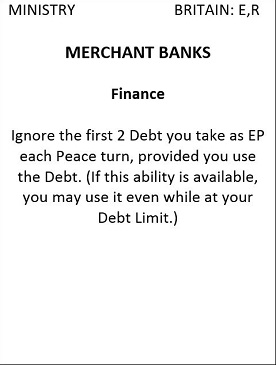 MINISTRY BRITAIN: E,R
MERCHANT BANKS
Finance
Ignore the first 2 Debt you take as EP
each Peace turn, provided you use
the Debt. (If this ability is available,
you may use it even while at your
Debt Limit.)